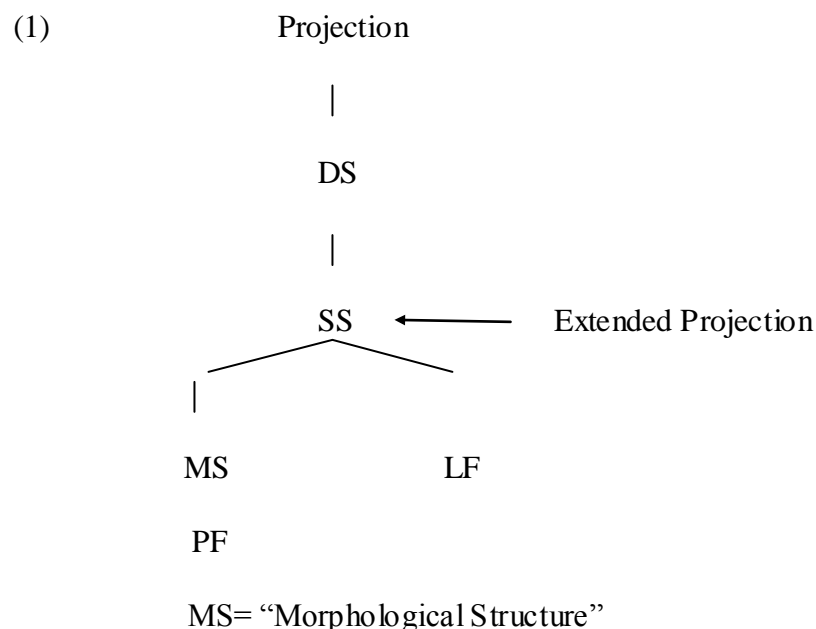 (1) Projection
DS
SS Extended Projection
MS LF
PF
MS= “Morphological Structure”